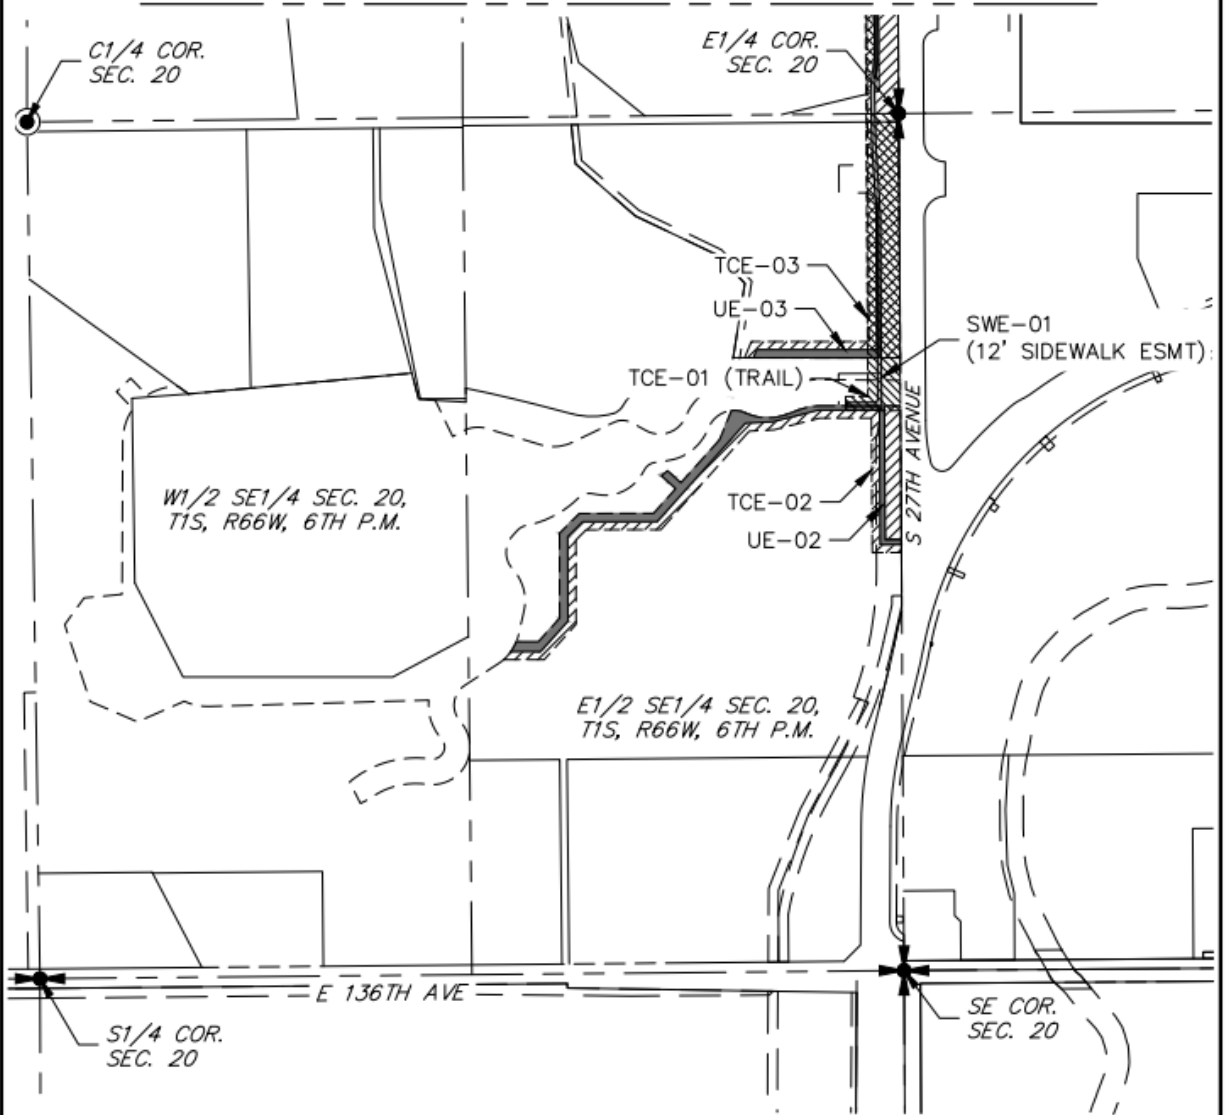 C1/4 COR.
SEC. 20
E1/4 COR.
SEC. 20
TCE-03
UE-03
SWE-01
(12' SIDEWALK ESMT)
TCE-01 (TRAIL)
S 27TH AVENUE
W1/2 SE1/4 SEC. 20,
T1S, R66W, 6TH P.M.
TCE-02
UE-02
E1/2 SE1/4 SEC. 20,
T1S, R66W, 6TH P.M.
E 136TH AVE
S1/4 COR.
SEC. 20
SE COR.
SEC. 20